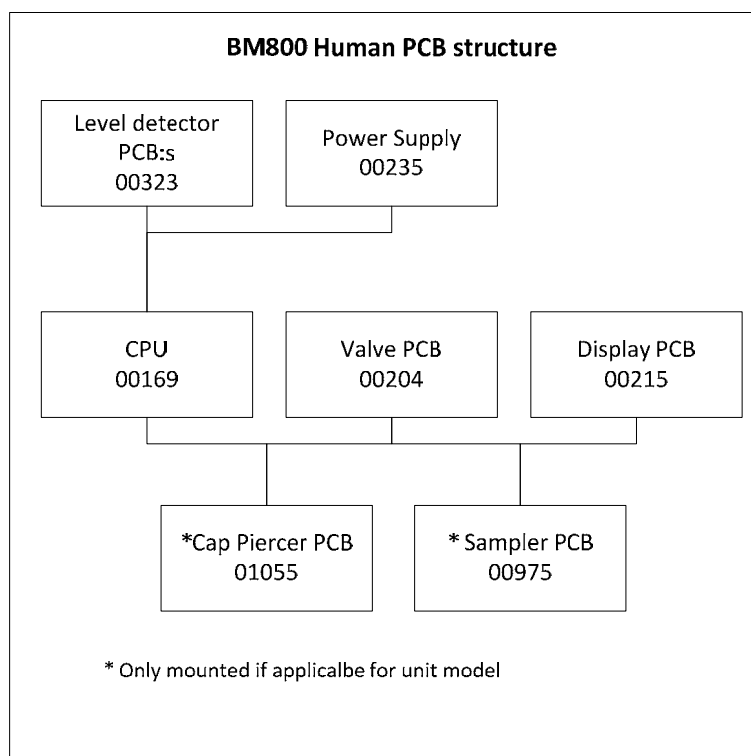 BM800 Human PCB structure
Level detector
PCB:s
00323
Power Supply
00235
CPU
00169
Valve PCB
00204
Display PCB
00215
*Cap Piercer PCB
01055
* Sampler PCB
00975
* Only mounted if applicalbe for unit model